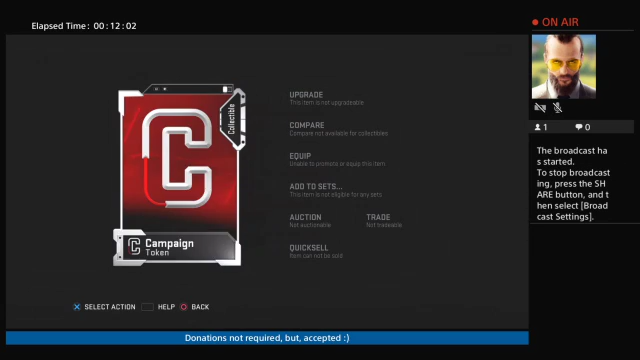 Elapsed Time: 00:12:02
ON AIR
Collectible
Campaign
Token
UPGRADE
This item is not upgradeable
COMPARE
Compare not available for collectibles
EQUIP
Unable to promote or equip this item
ADD TO SETS...
This item is not eligible for any sets
AUCTION
Not auctionable
TRADE
Not tradeable
QUICKSELL
Item can not be sold
SELECT ACTION
HELP
BACK
1
0
The broadcast ha
s started.
To stop broadcast
ing, press the SH
ARE button, and t
hen select [Broad
cast Settings].
Donations not required, but, accepted :)